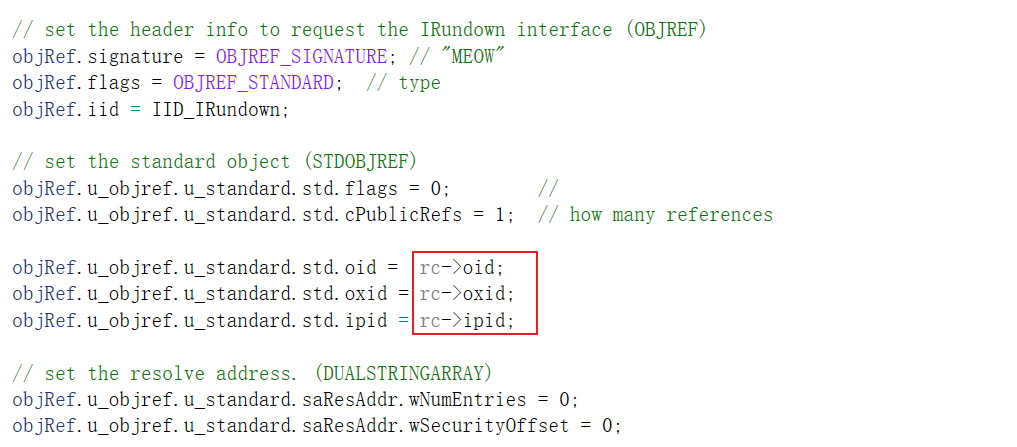 // set the header info to request the IRundown interface (OBJREF)
objRef.signature = OBJREF_SIGNATURE; // "MEOW"
objRef.flags = OBJREF_STANDARD;  // type
objRef.iid = IID_IRundown;
// set the standard object (STDOBJREF)
objRef.u_objref.u_standard.std.flags = 0;        //
objRef.u_objref.u_standard.std.cPublicRefs = 1;  // how many references
objRef.u_objref.u_standard.std.oid =  rc->oid;
objRef.u_objref.u_standard.std.oxid = rc->oxid;
objRef.u_objref.u_standard.std.ipid = rc->ipid;
// set the resolve address. (DUALSTRINGARRAY)
objRef.u_objref.u_standard.saResAddr.wNumEntries = 0;
objRef.u_objref.u_standard.saResAddr.wSecurityOffset = 0;